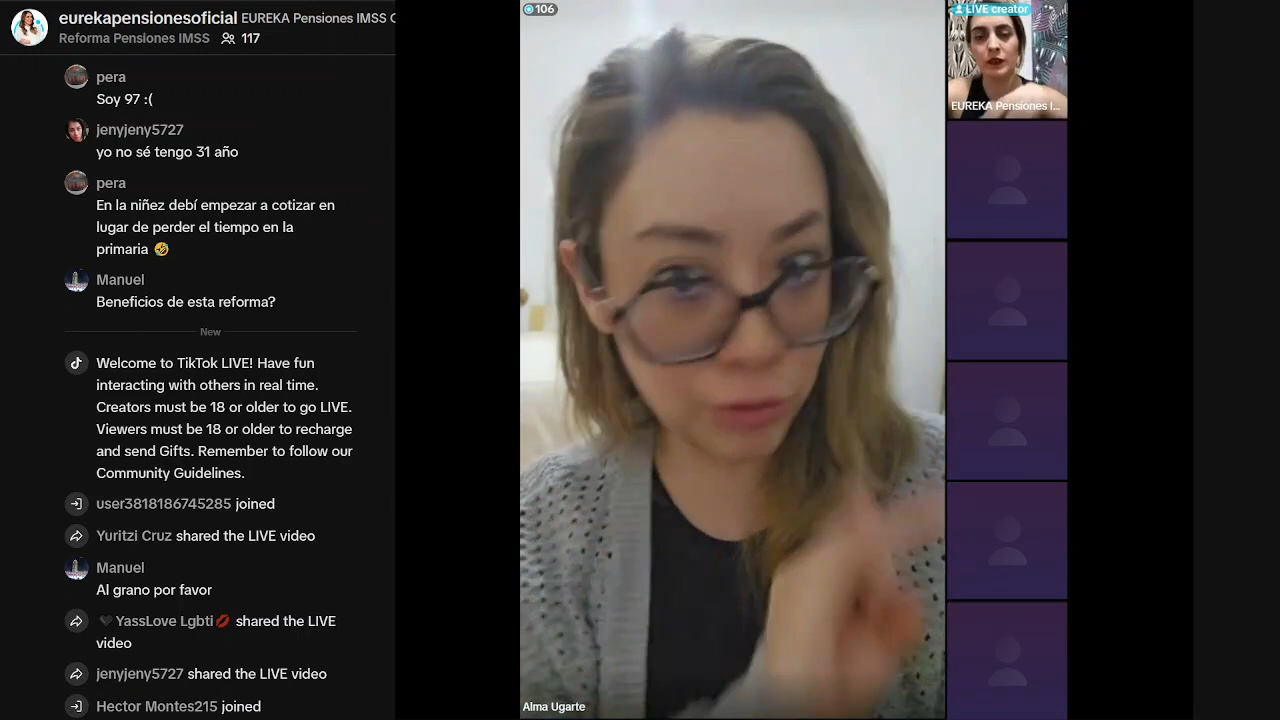 eurekapensionesoficial EUREKA Pensiones IMSS
Reforma Pensiones IMSS 117
pera
Soy 97 :(
jenyjeny5727
yo no sé tengo 31 año
pera
En la niñez debí empezar a cotizar en
lugar de perder el tiempo en la
primaria 🤣
Manuel
Beneficios de esta reforma?
New
Welcome to TikTok LIVE! Have fun
interacting with others in real time.
Creators must be 18 or older to go LIVE.
Viewers must be 18 or older to recharge
and send Gifts. Remember to follow our
Community Guidelines.
user3818186745285 joined
Yuritzi Cruz shared the LIVE video
Manuel
Al grano por favor
🖤YassLove Lgbti💋 shared the LIVE
video
jenyjeny5727 shared the LIVE video
Hector Montes215 joined
106
Alma Ugarte
LIVE creator
EUREKA Pensiones I...